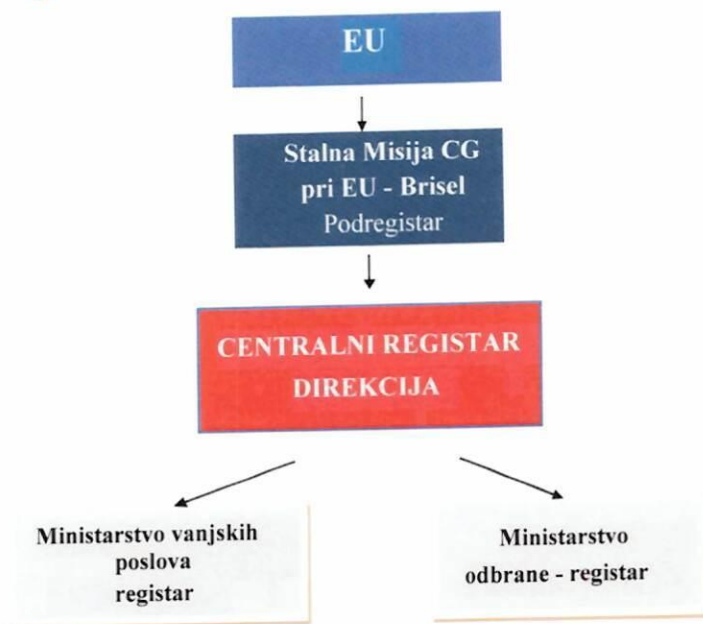 EU
Stalna Misija CG
pri EU - Brisel
Podregistar
CENTRALNI REGISTAR
DIREKCIJA
Ministarstvo vanjskih
poslova
registar
Ministarstvo
odbrane - registar